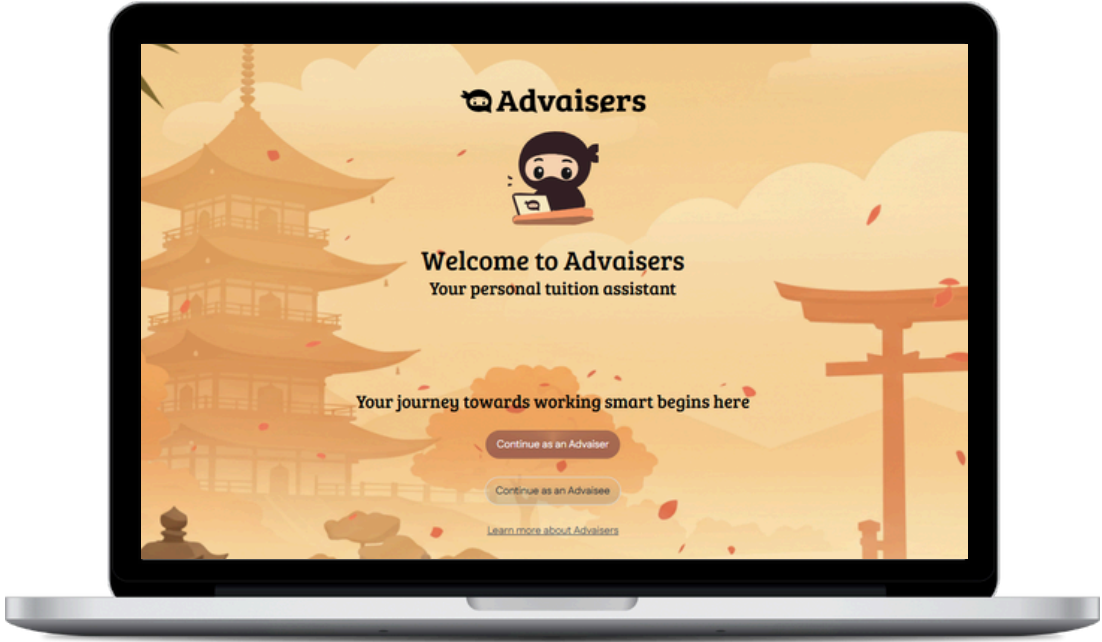 Advaisers
Welcome to Advaisers
Your personal tuition assistant
Your journey towards working smart begins here
Continue as an Advaiser
Continue as an Advaisee
Learn more about Advaisers